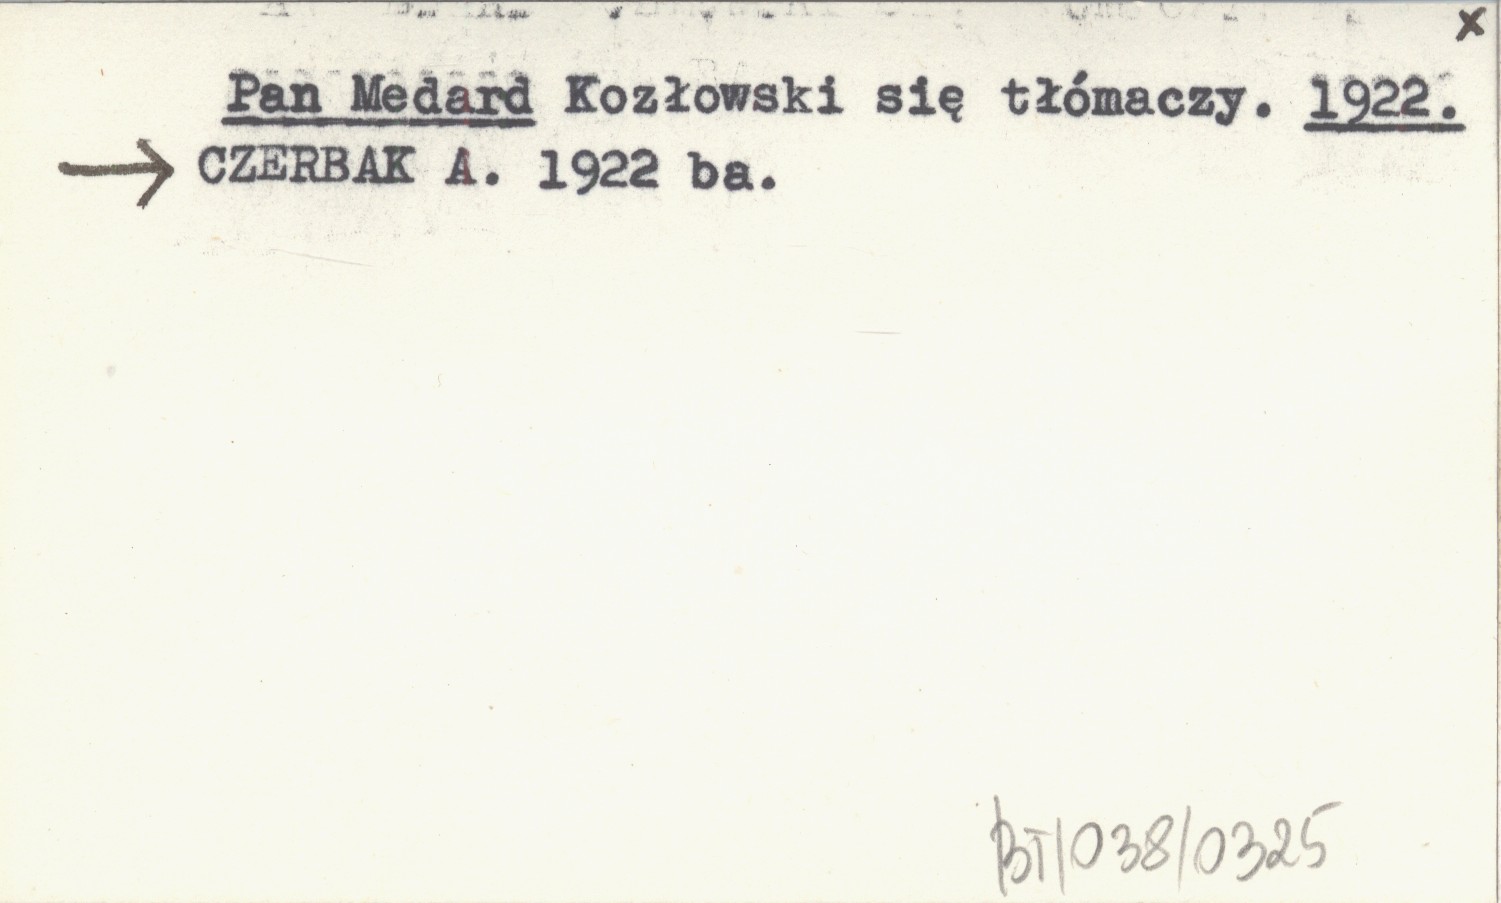 x
Pan Medard Kozłowski się tłómaczy. 1922.
→ CZERBAK A. 1922 ba.
BT/038/0325